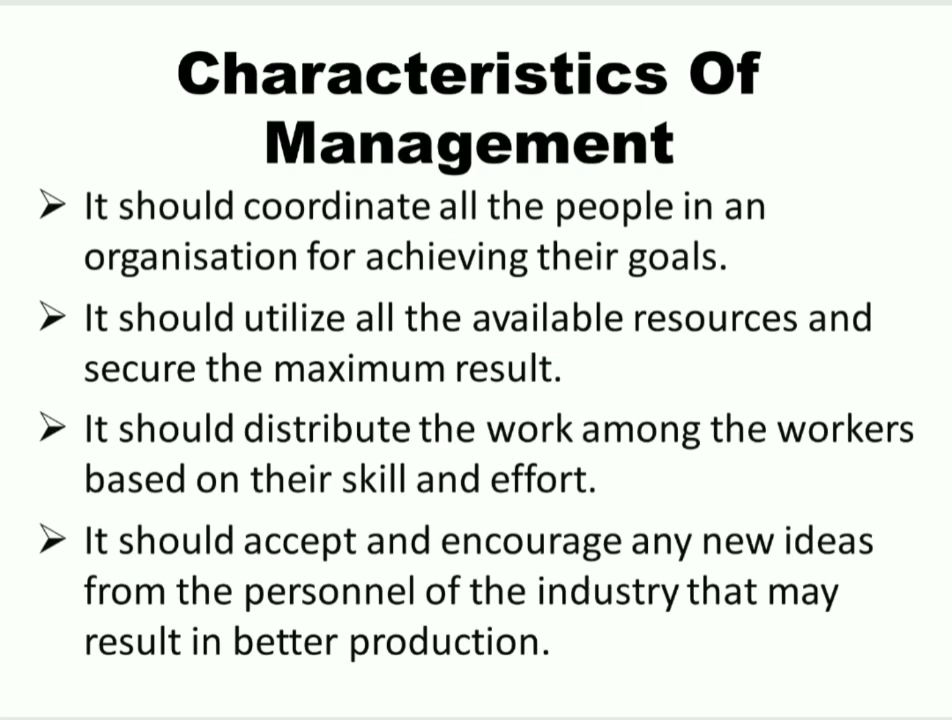 Characteristics Of
Management
➢ It should coordinate all the people in an
organisation for achieving their goals.
➢ It should utilize all the available resources and
secure the maximum result.
➢ It should distribute the work among the workers
based on their skill and effort.
➢ It should accept and encourage any new ideas
from the personnel of the industry that may
result in better production.